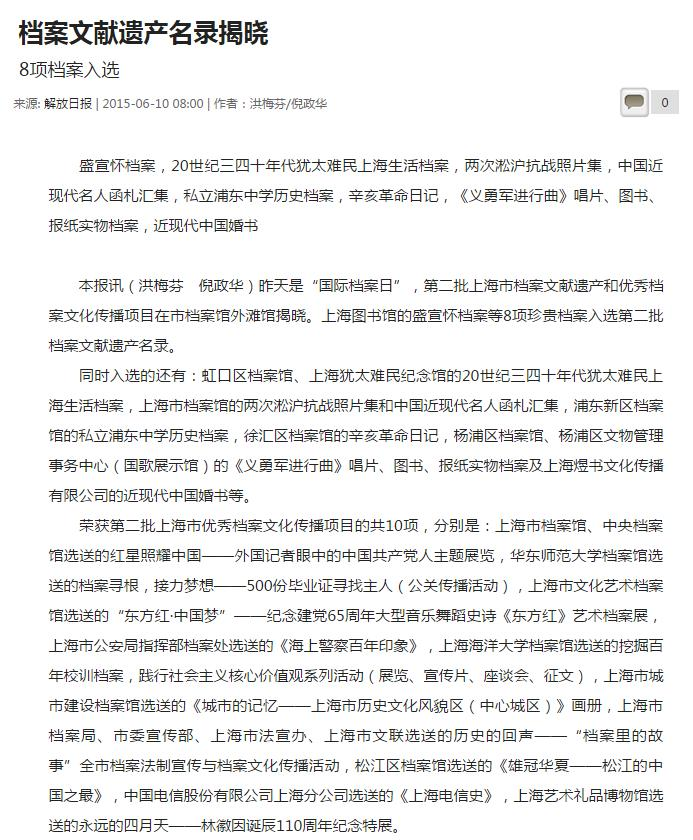 档案文献遗产名录揭晓
8项档案入选
来源: 解放日报 | 2015-06-10 08:00 | 作者：洪梅芬/倪政华
0
盛宣怀档案，20世纪三四十年代犹太难民上海生活档案，两次淞沪抗战照片集，中国近
现代名人函札汇集，私立浦东中学历史档案，辛亥革命日记，《义勇军进行曲》唱片、图书、
报纸实物档案，近现代中国婚书
本报讯（洪梅芬　倪政华）昨天是“国际档案日”，第二批上海市档案文献遗产和优秀档
案文化传播项目在市档案馆外滩馆揭晓。上海图书馆的盛宣怀档案等8项珍贵档案入选第二批
档案文献遗产名录。
同时入选的还有：虹口区档案馆、上海犹太难民纪念馆的20世纪三四十年代犹太难民上
海生活档案，上海市档案馆的两次淞沪抗战照片集和中国近现代名人函札汇集，浦东新区档案
馆的私立浦东中学历史档案，徐汇区档案馆的辛亥革命日记，杨浦区档案馆、杨浦区文物管理
事务中心（国歌展示馆）的《义勇军进行曲》唱片、图书、报纸实物档案及上海煜书文化传播
有限公司的近现代中国婚书等。
荣获第二批上海市优秀档案文化传播项目的共10项，分别是：上海市档案馆、中央档案
馆选送的红星照耀中国——外国记者眼中的中国共产党人主题展览，华东师范大学档案馆选
送的档案寻根，接力梦想——500份毕业证寻找主人（公关传播活动），上海市文化艺术档案
馆选送的“东方红·中国梦”——纪念建党65周年大型音乐舞蹈史诗《东方红》艺术档案展，
上海市公安局指挥部档案处选送的《海上警察百年印象》，上海海洋大学档案馆选送的挖掘百
年校训档案，践行社会主义核心价值观系列活动（展览、宣传片、座谈会、征文），上海市城
市建设档案馆选送的《城市的记忆——上海市历史文化风貌区（中心城区）》画册，上海市
档案局、市委宣传部、上海市法宣办、上海市文联选送的历史的回声——“档案里的故
事”全市档案法制宣传与档案文化传播活动，松江区档案馆选送的《雄冠华夏——松江的中
国之最》，中国电信股份有限公司上海分公司选送的《上海电信史》，上海艺术礼品博物馆选
送的永远的四月天——林徽因诞辰110周年纪念特展。